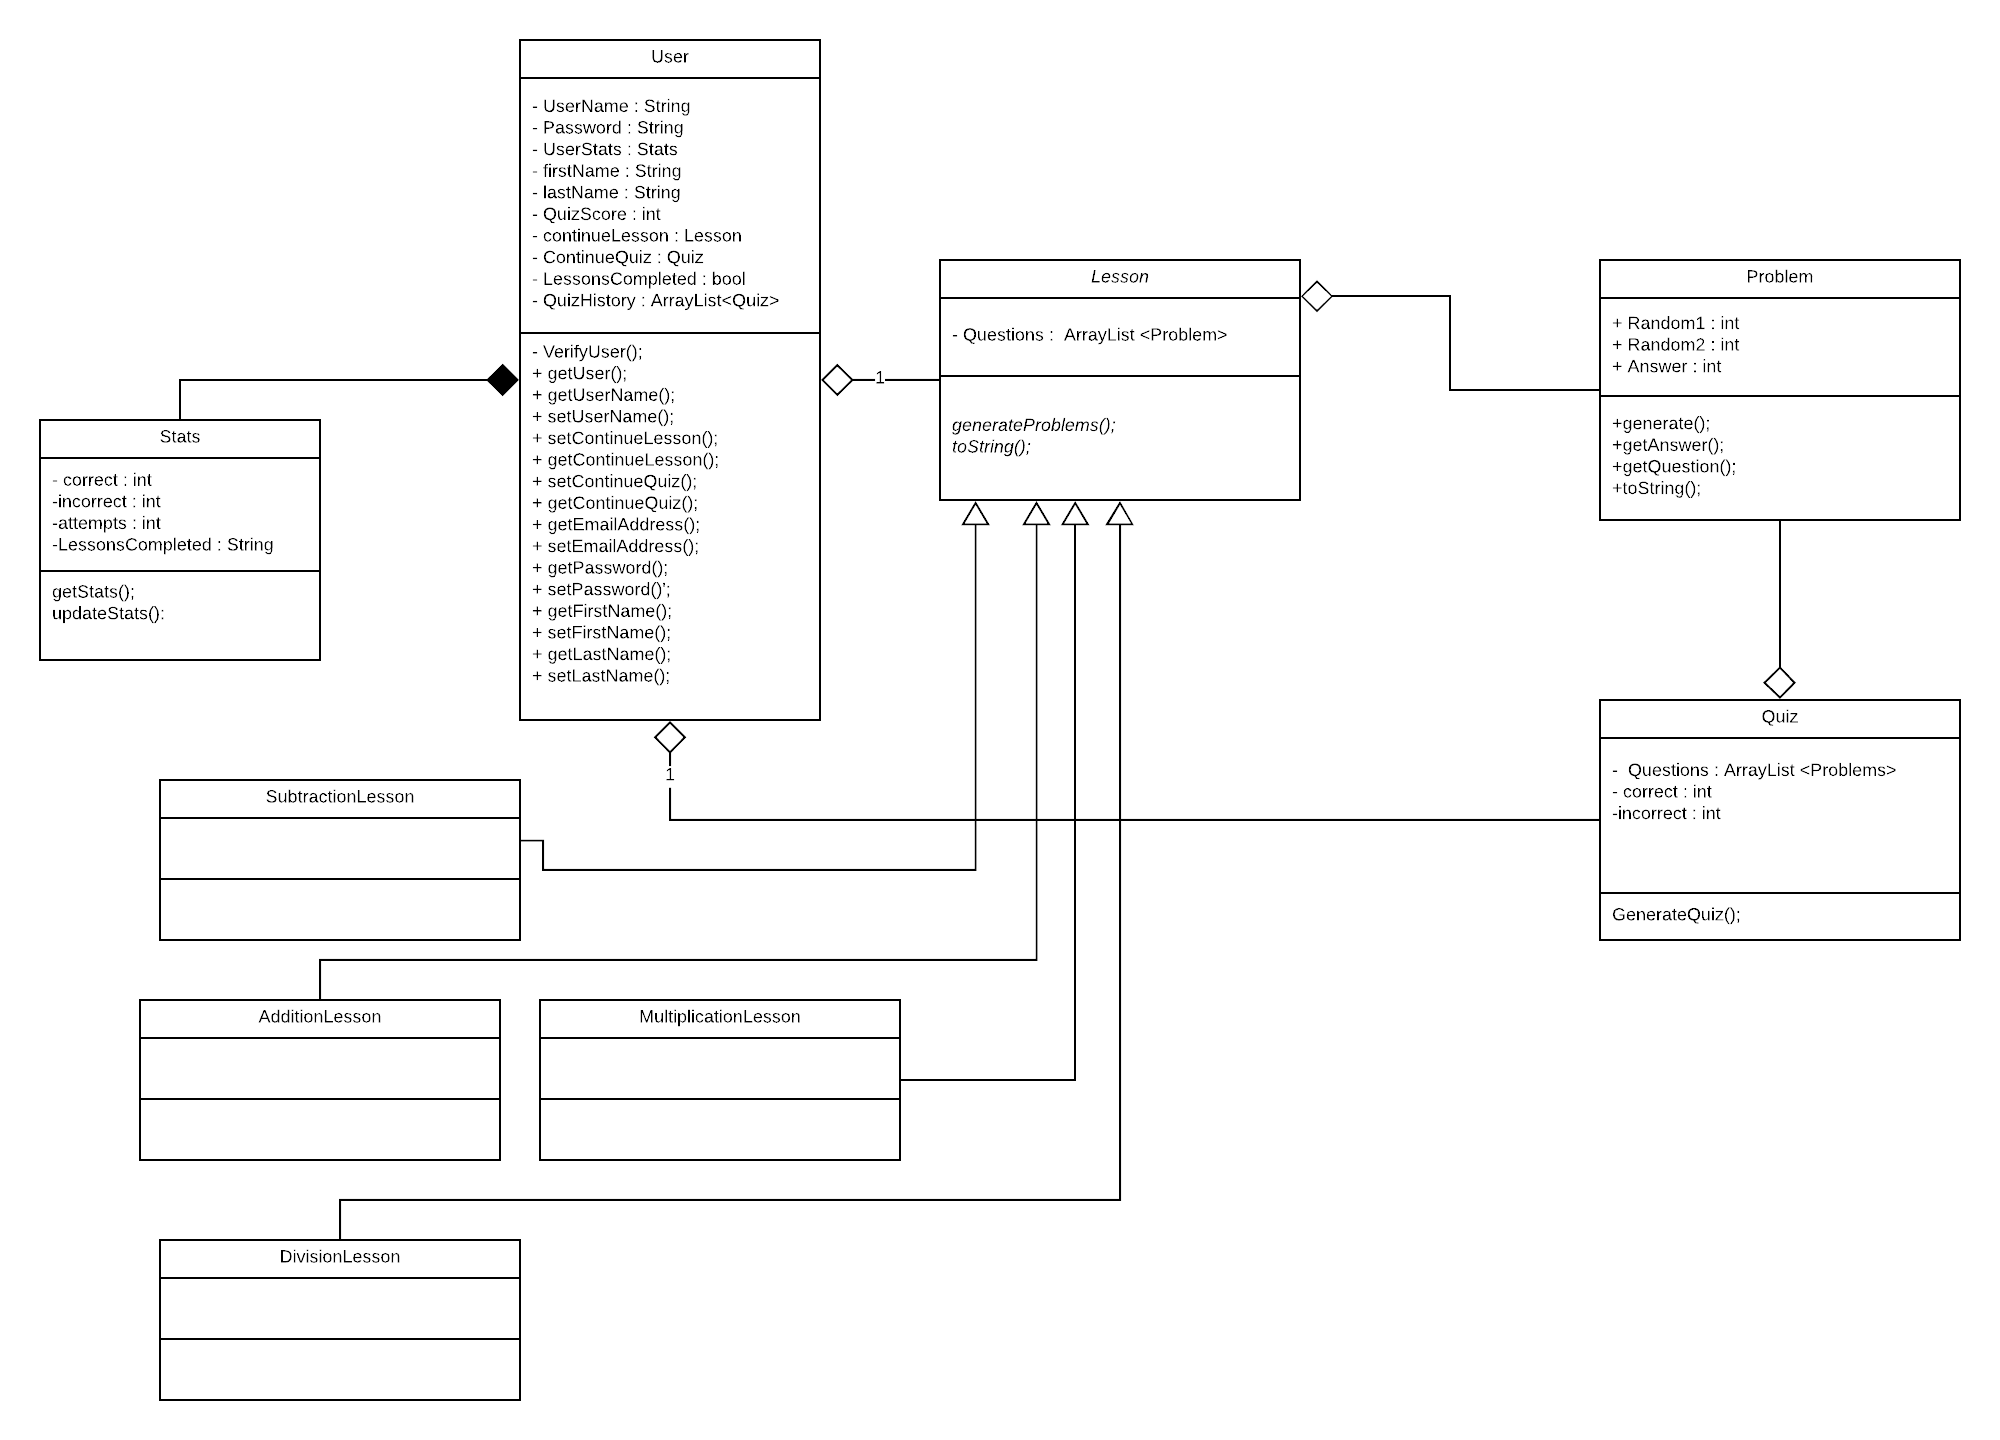 User
- UserName : String
- Password : String
- UserStats : Stats
- firstName : String
- lastName : String
- QuizScore : int
- continueLesson : Lesson
- ContinueQuiz : Quiz
- LessonsCompleted : bool
- QuizHistory : ArrayList<Quiz>
- VerifyUser();
+ getUser();
+ getUserName();
+ setUserName();
+ setContinueLesson();
+ getContinueLesson();
+ setContinueQuiz();
+ getContinueQuiz();
+ getEmailAddress();
+ setEmailAddress();
+ getPassword();
+ setPassword()’;
+ getFirstName();
+ setFirstName();
+ getLastName();
+ setLastName();
1
1
Lesson
- Questions :  ArrayList <Problem>
generateProblems();
toString();
Problem
+ Random1 : int
+ Random2 : int
+ Answer : int
+generate();
+getAnswer();
+getQuestion();
+toString();
Stats
- correct : int
-incorrect : int
-attempts : int
-LessonsCompleted : String
getStats();
updateStats():
Quiz
-  Questions : ArrayList <Problems>
- correct : int
-incorrect : int
GenerateQuiz();
SubtractionLesson
AdditionLesson
MultiplicationLesson
DivisionLesson